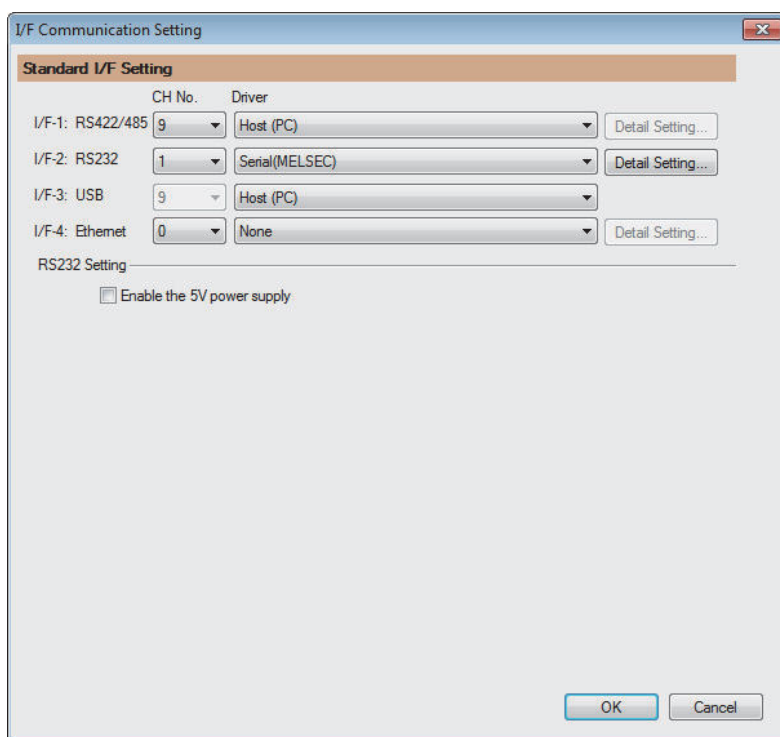 I/F Communication Setting
Standard I/F Setting
CH No. Driver
I/F-1: RS422/485 9 Host (PC) Detail Setting...
I/F-2: RS232 1 Serial(MELSEC) Detail Setting...
I/F-3: USB 9 Host (PC)
I/F-4: Ethernet 0 None Detail Setting...
RS232 Setting
Enable the 5V power supply
OK Cancel